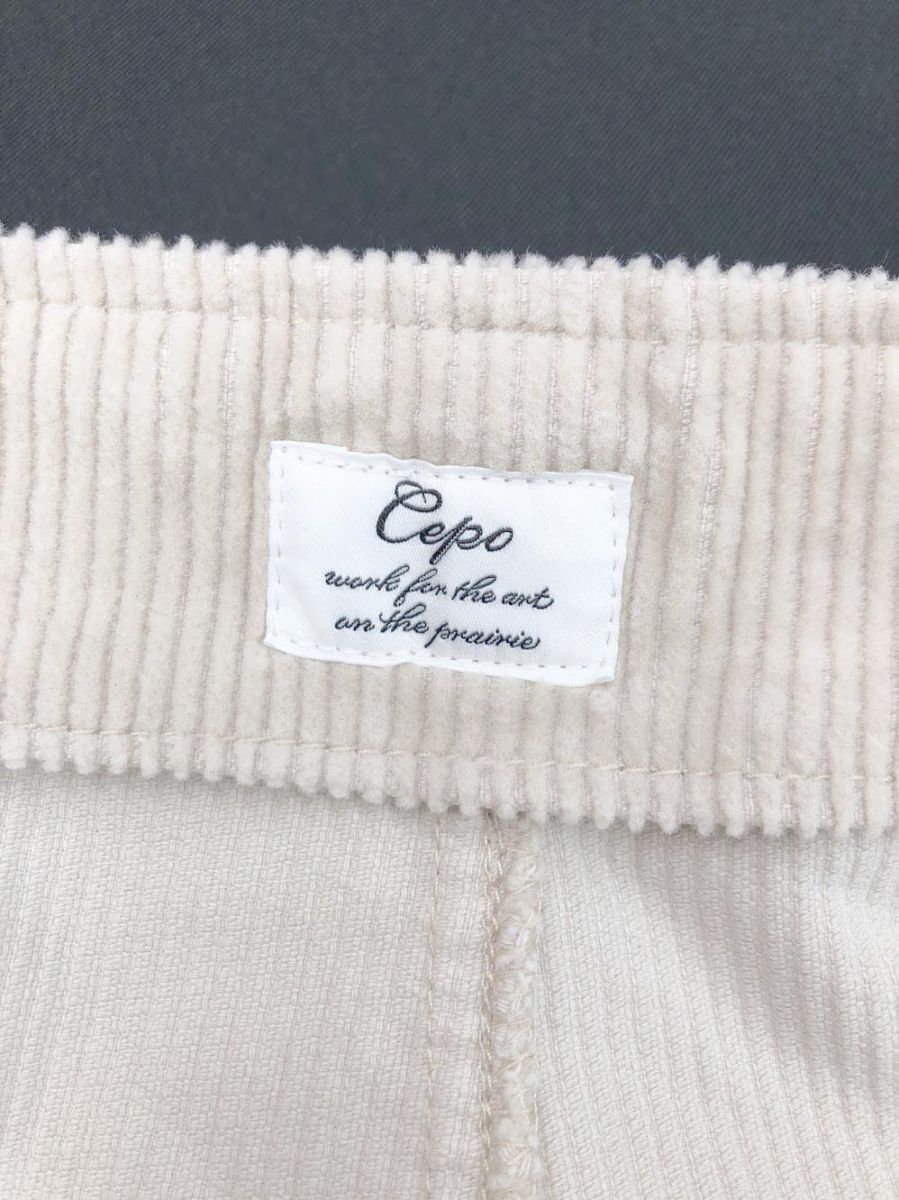 Cepo
work for the art
on the prairie